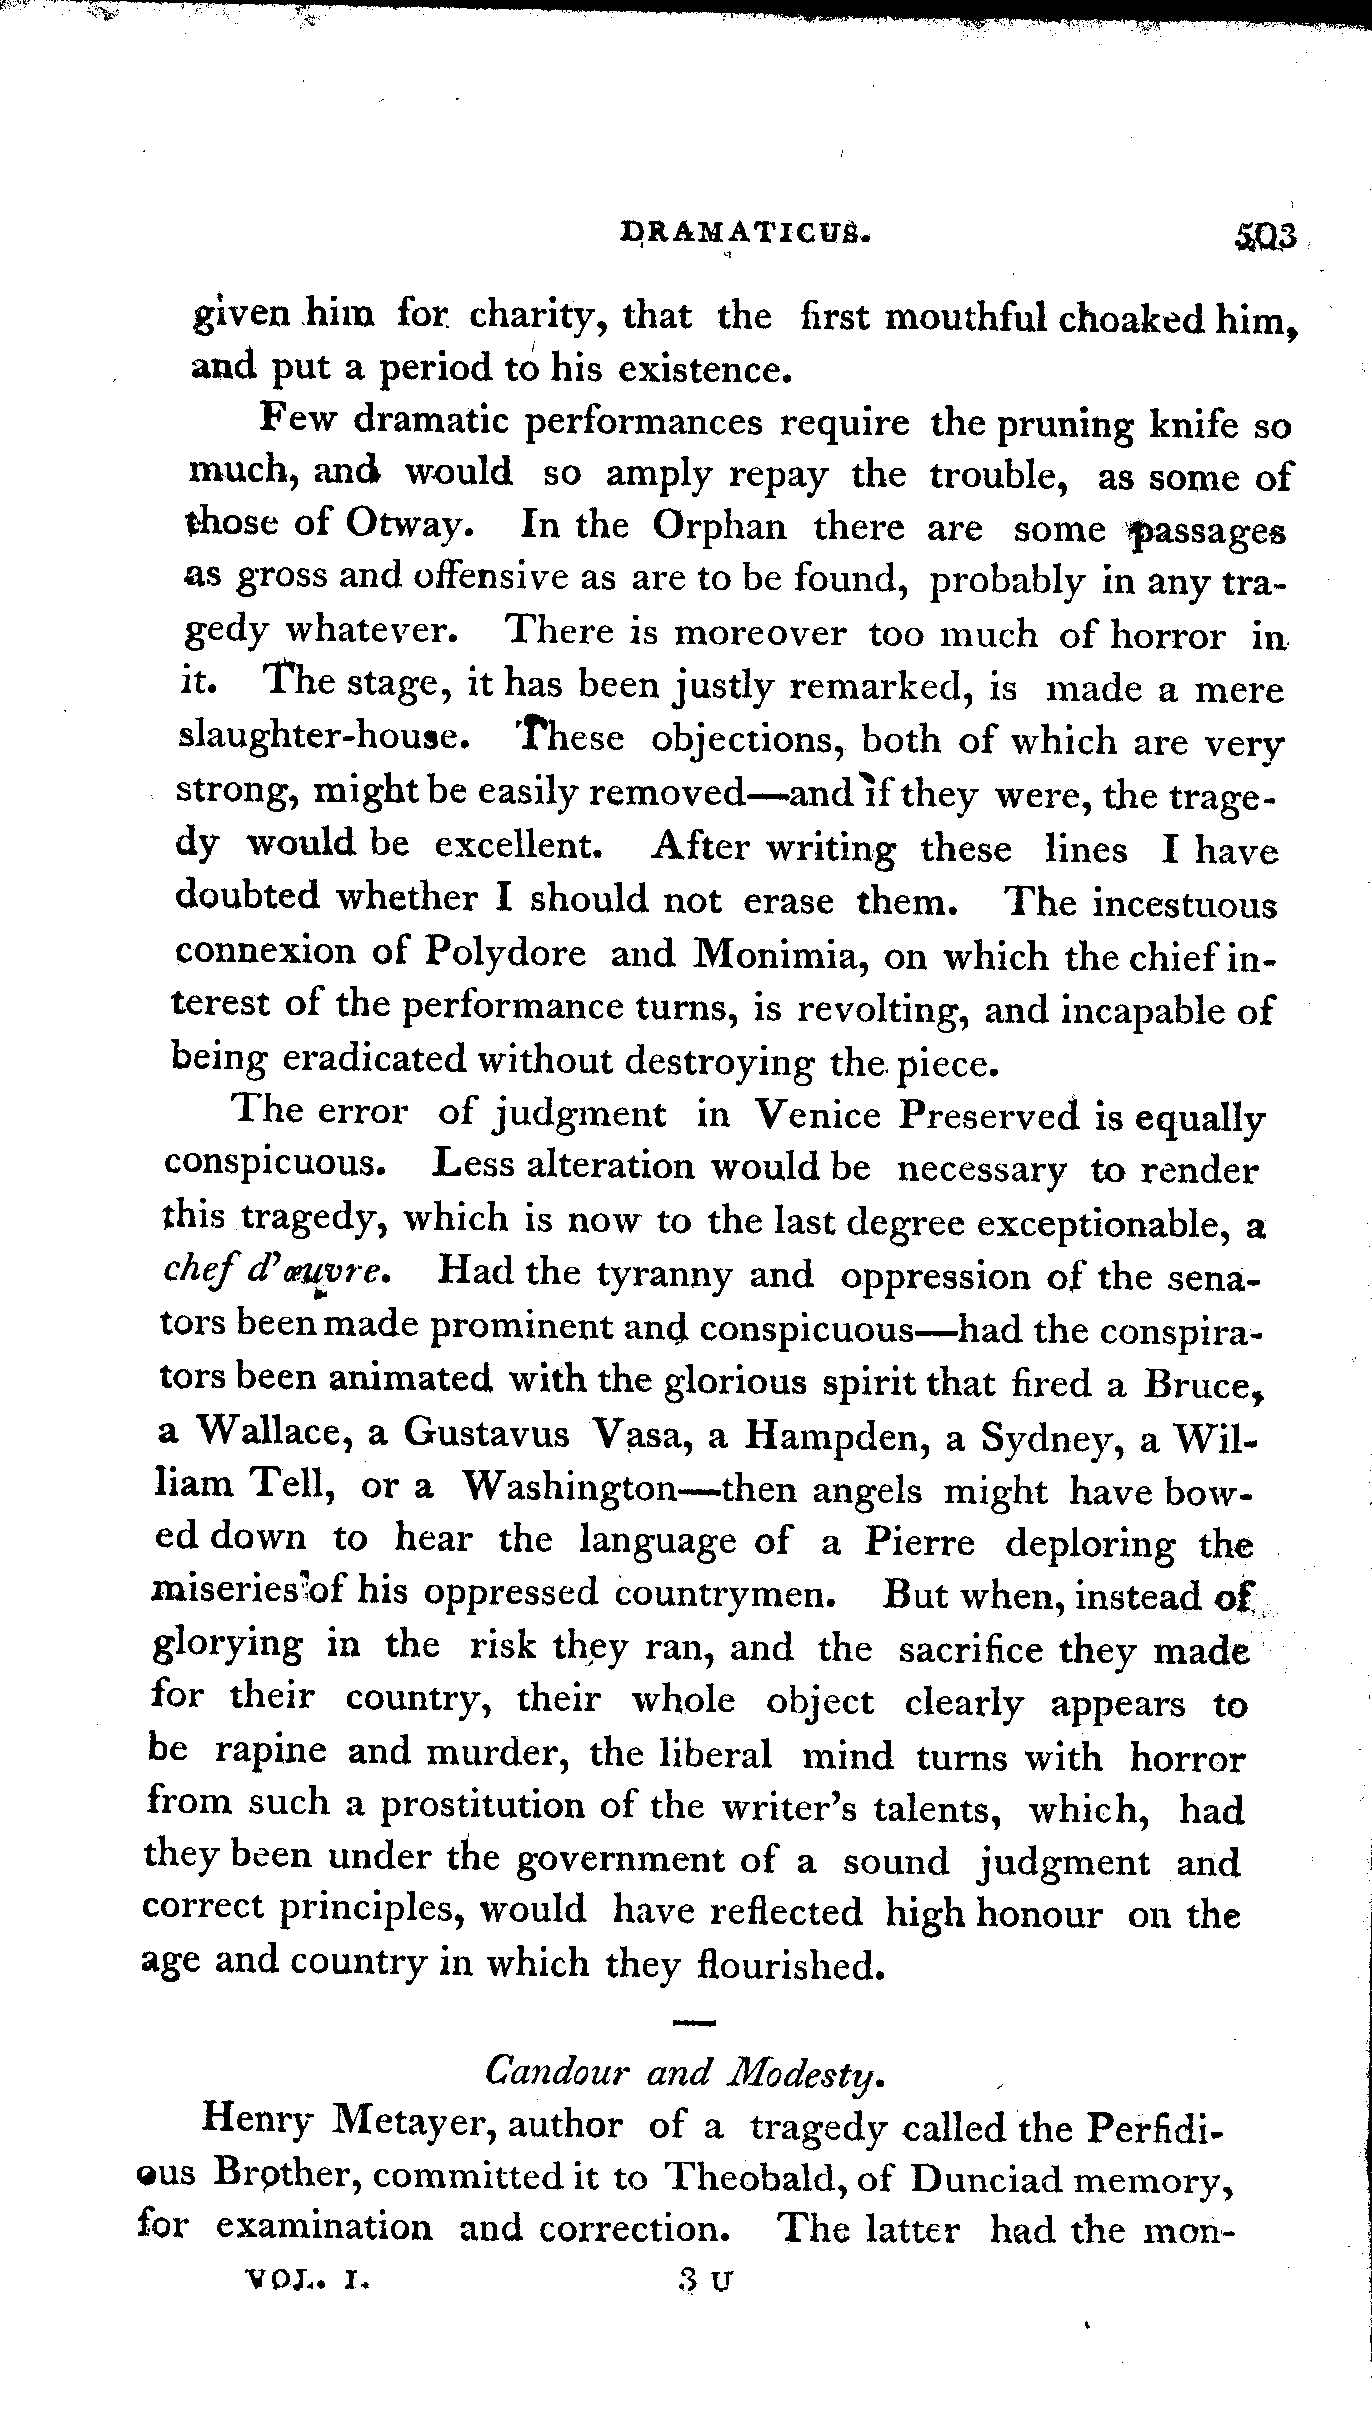 DRAMATICUS. 503
given him for charity, that the first mouthful choaked him,
and put a period to his existence.
Few dramatic performances require the pruning knife so
much, and would so amply repay the trouble, as some of
those of Otway. In the Orphan there are some passages
as gross and offensive as are to be found, probably in any tra-
gedy whatever. There is moreover too much of horror in
it. The stage, it has been justly remarked, is made a mere
slaughter-house. These objections, both of which are very
strong, might be easily removed—and if they were, the trage-
dy would be excellent. After writing these lines I have
doubted whether I should not erase them. The incestuous
connexion of Polydore and Monimia, on which the chief in-
terest of the performance turns, is revolting, and incapable of
being eradicated without destroying the piece.
The error of judgment in Venice Preserved is equally
conspicuous. Less alteration would be necessary to render
this tragedy, which is now to the last degree exceptionable, a
chef d'œuvre. Had the tyranny and oppression of the sena-
tors been made prominent and conspicuous—had the conspira-
tors been animated with the glorious spirit that fired a Bruce,
a Wallace, a Gustavus Vasa, a Hampden, a Sydney, a Wil-
liam Tell, or a Washington—then angels might have bow-
ed down to hear the language of a Pierre deploring the
miseries of his oppressed countrymen. But when, instead of
glorying in the risk they ran, and the sacrifice they made
for their country, their whole object clearly appears to
be rapine and murder, the liberal mind turns with horror
from such a prostitution of the writer's talents, which, had
they been under the government of a sound judgment and
correct principles, would have reflected high honour on the
age and country in which they flourished.
Candour and Modesty.
Henry Metayer, author of a tragedy called the Perfidi-
ous Brother, committed it to Theobald, of Dunciad memory,
for examination and correction. The latter had the mon-
VOL. I. 3 U